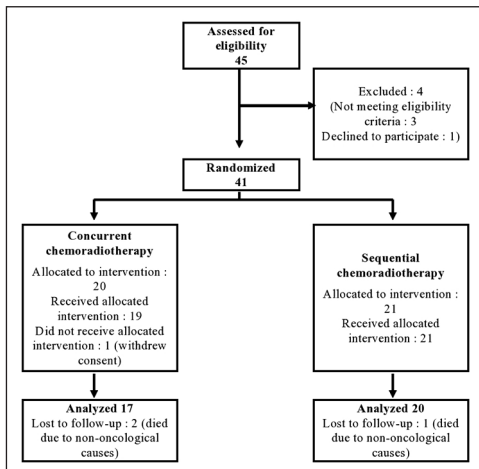 Assessed for
eligibility
45
Excluded : 4
(Not meeting eligibility
criteria : 3
Declined to participate : 1)
Randomized
41
Concurrent
chemoradiotherapy
Allocated to intervention :
20
Received allocated
intervention : 19
Did not receive allocated
intervention : 1 (withdrew
consent)
Sequential
chemoradiotherapy
Allocated to intervention :
21
Received allocated
intervention : 21
Analyzed 17
Lost to follow-up : 2 (died
due to non-oncological
causes)
Analyzed 20
Lost to follow-up : 1 (died
due to non-oncological
causes)